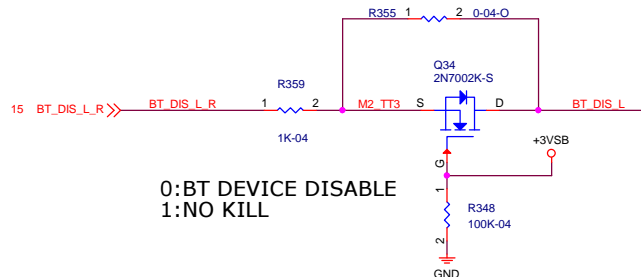 R355 1 2 0-04-O
Q34
2N7002K-S
R359
15 BT_DIS_L_R BT_DIS_L_R 1 2 M2_TT3 S D BT_DIS_L
1K-04
+3VSB
G
0:BT DEVICE DISABLE
1:NO KILL
1
R348
100K-04
2
GND